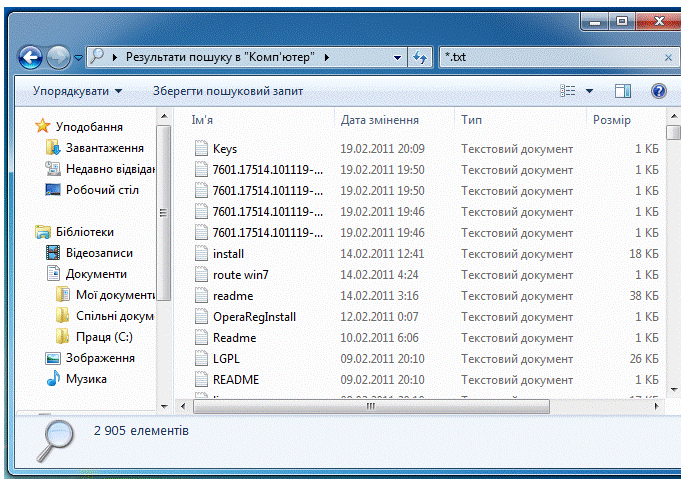 Результати пошуку в "Комп'ютер"
*.txt
Упорядкувати Зберегти пошуковий запит
Ім'я Дата змінення Тип Розмір
Уподобання
Завантаження
Недавно відвідан
Робочий стіл
Бібліотеки
Відеозаписи
Документи
Мої документи
Спільні докум
Праця (C:)
Зображення
Музика
Keys 19.02.2011 20:09 Текстовий документ 1 КБ
7601.17514.101119-... 19.02.2011 19:50 Текстовий документ 1 КБ
7601.17514.101119-... 19.02.2011 19:50 Текстовий документ 1 КБ
7601.17514.101119-... 19.02.2011 19:46 Текстовий документ 1 КБ
7601.17514.101119-... 19.02.2011 19:46 Текстовий документ 1 КБ
install 14.02.2011 12:41 Текстовий документ 18 КБ
route win7 14.02.2011 4:24 Текстовий документ 1 КБ
readme 14.02.2011 3:16 Текстовий документ 38 КБ
OperaRegInstall 12.02.2011 0:07 Текстовий документ 1 КБ
Readme 10.02.2011 6:06 Текстовий документ 1 КБ
LGPL 09.02.2011 20:10 Текстовий документ 26 КБ
README 09.02.2011 20:10 Текстовий документ 1 КБ
2 905 елементів